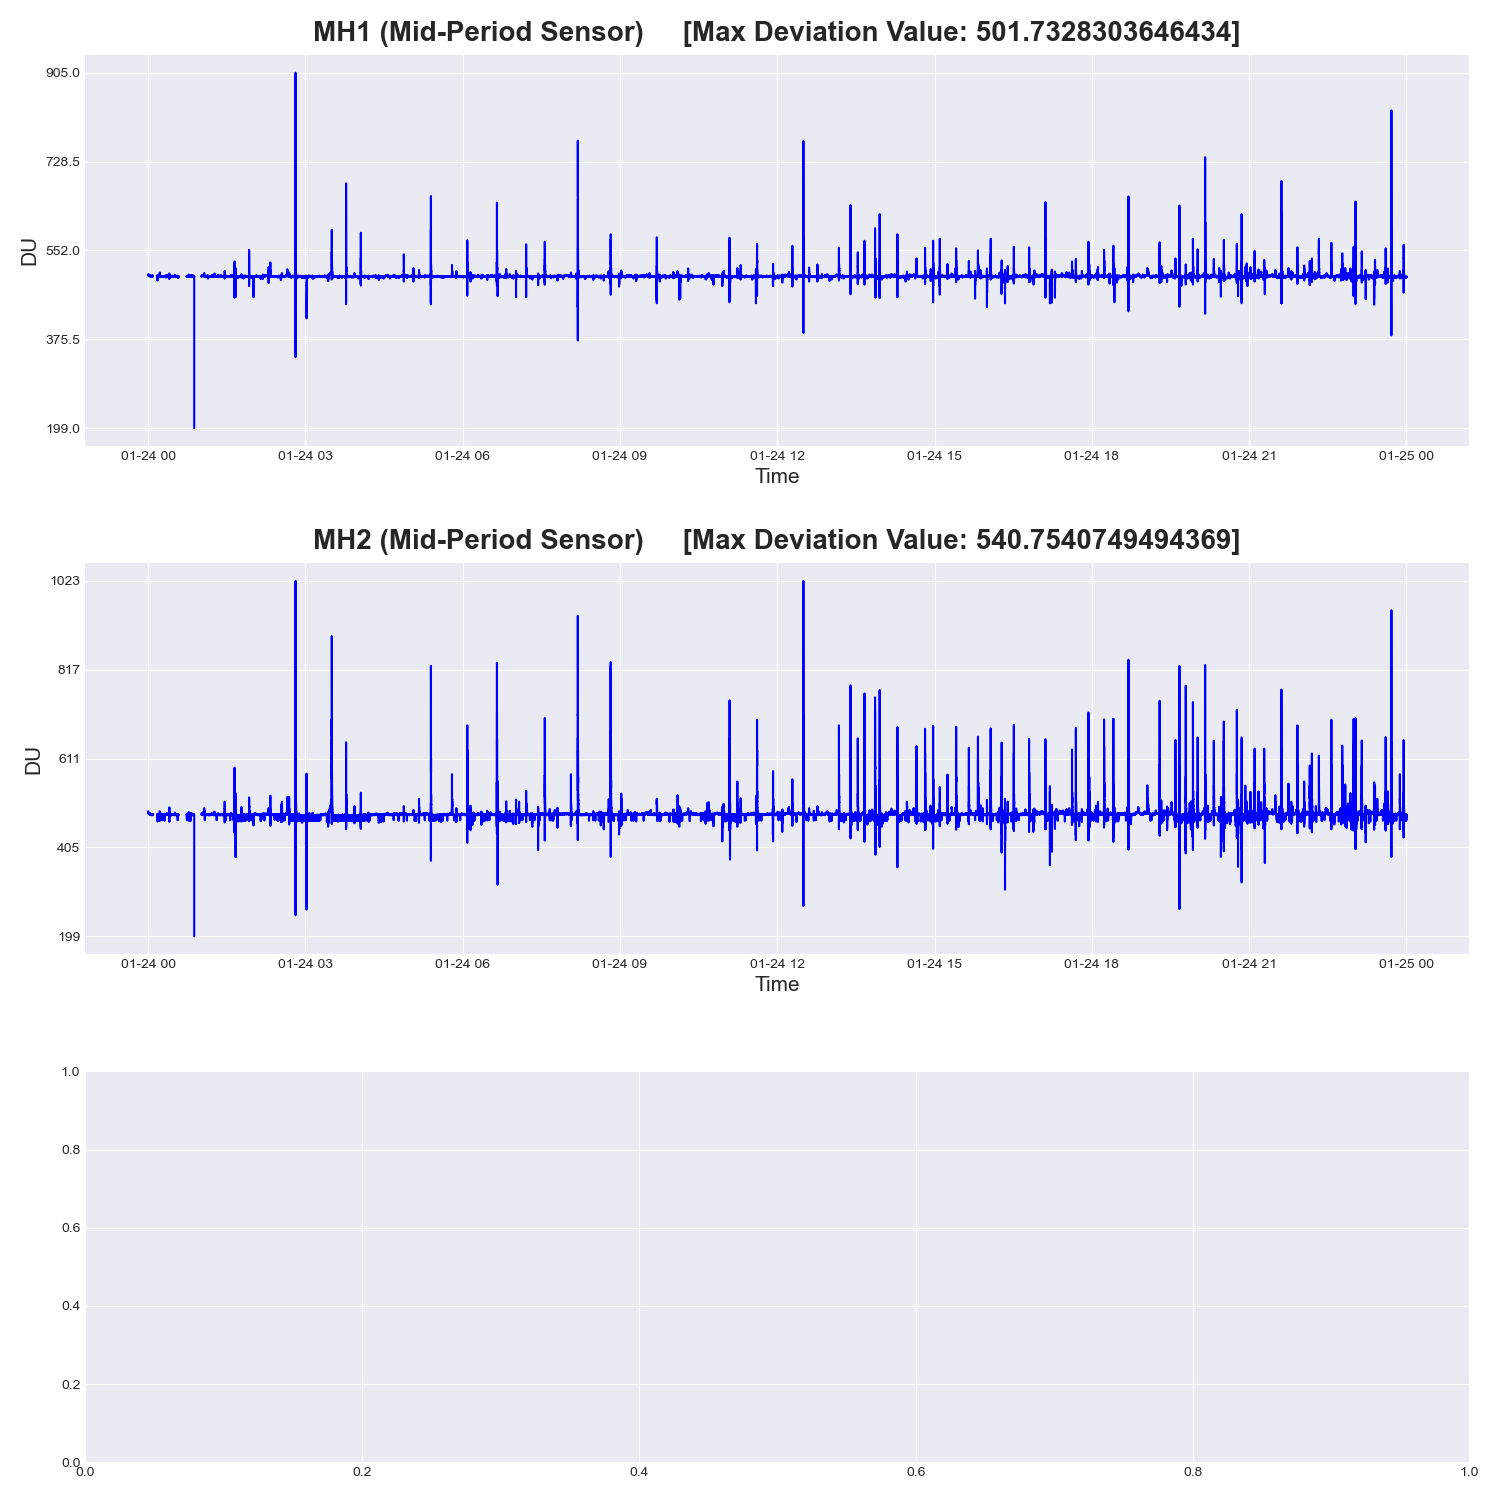 MH1 (Mid-Period Sensor) [Max Deviation Value: 501.7328303646434]
905.0
728.5
552.0
375.5
199.0
DU
01-24 00 01-24 03 01-24 06 01-24 09 01-24 12 01-24 15 01-24 18 01-24 21 01-25 00
Time
MH2 (Mid-Period Sensor) [Max Deviation Value: 540.7540749494369]
1023
817
611
405
199
DU
01-24 00 01-24 03 01-24 06 01-24 09 01-24 12 01-24 15 01-24 18 01-24 21 01-25 00
Time
1.0
0.8
0.6
0.4
0.2
0.0
0.0 0.2 0.4 0.6 0.8 1.0